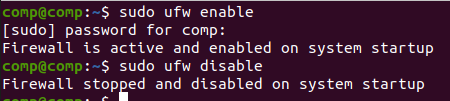 comp@comp:~$ sudo ufw enable
[sudo] password for comp:
Firewall is active and enabled on system startup
comp@comp:~$ sudo ufw disable
Firewall stopped and disabled on system startup
comp@comp:~$